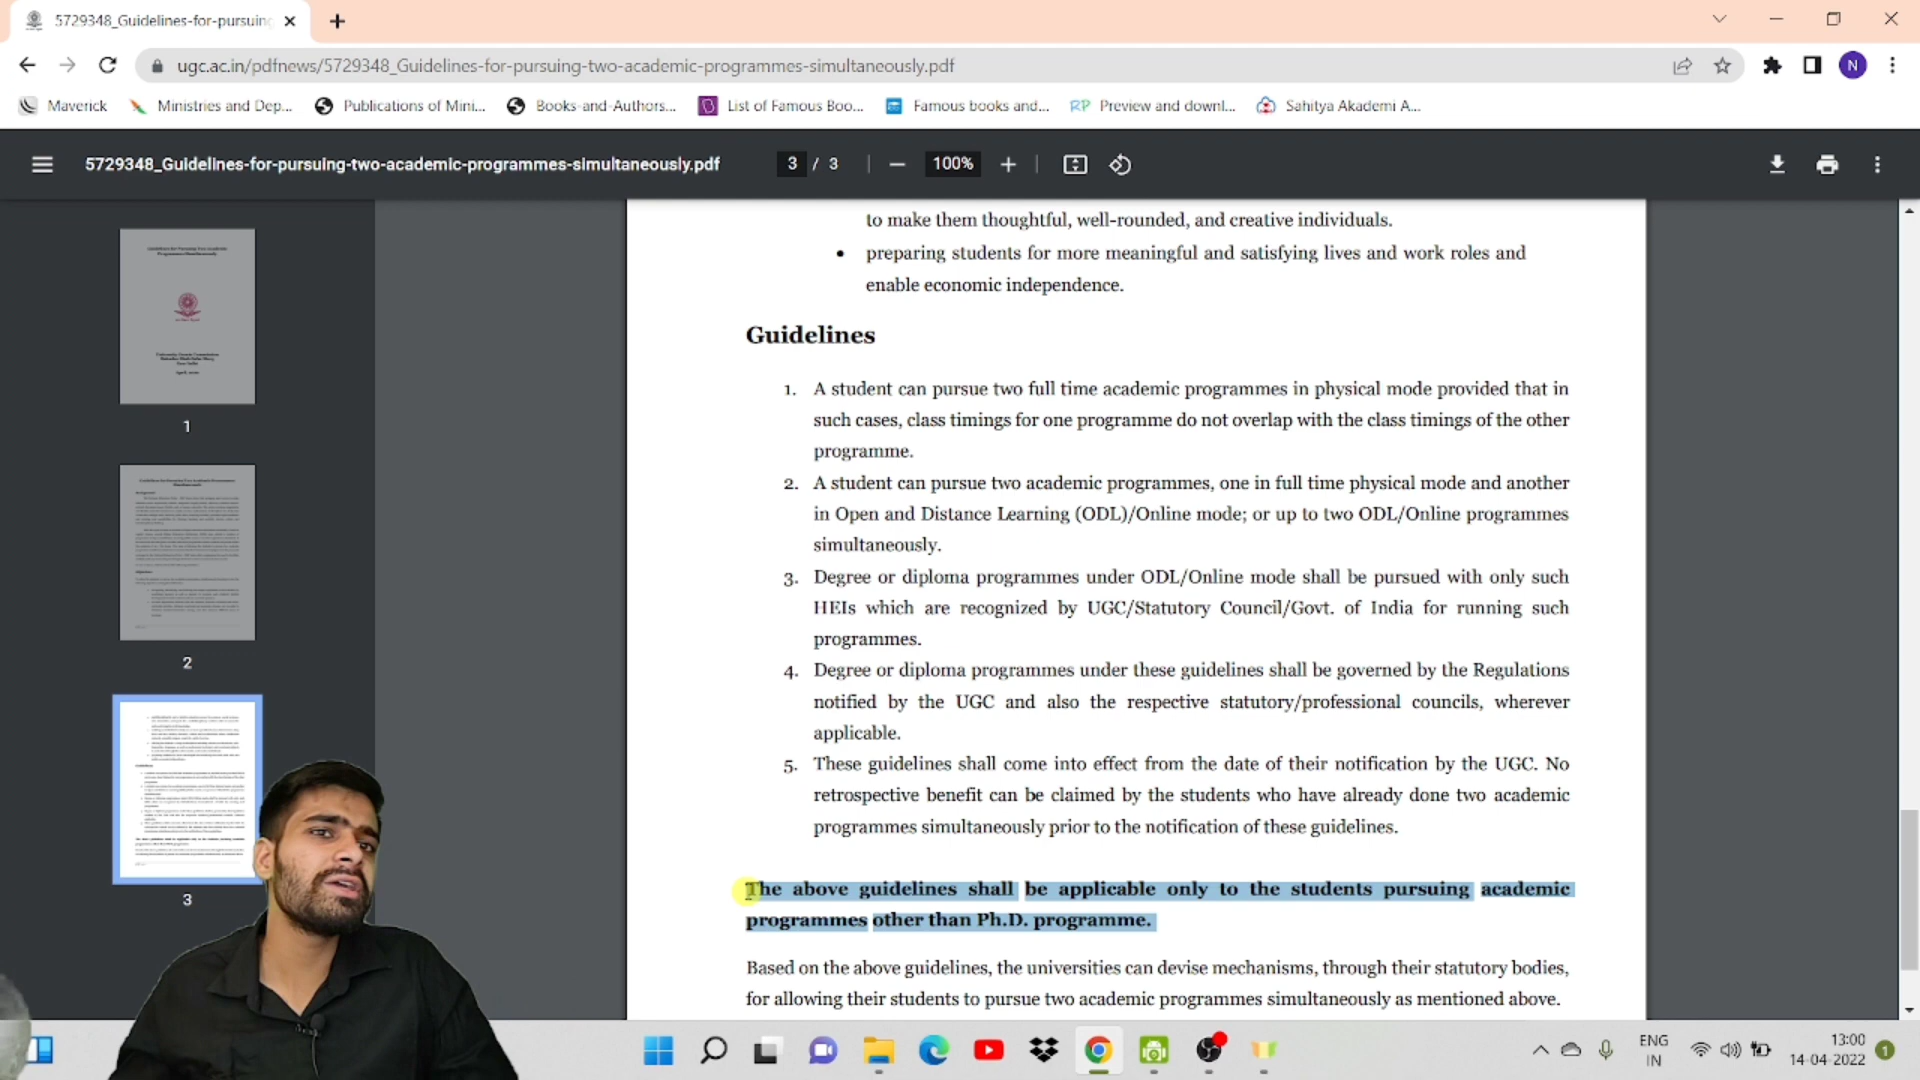 5729348_Guidelines-for-pursuing
ugc.ac.in/pdfnews/5729348_Guidelines-for-pursuing-two-academic-programmes-simultaneously.pdf
N
Maverick
Ministries and Dep...
Publications of Mini...
Books-and-Authors...
List of Famous Boo...
Famous books and...
RP Preview and downl...
Sahitya Akademi A...
5729348_Guidelines-for-pursuing-two-academic-programmes-simultaneously.pdf
3 / 3
100%
to make them thoughtful, well-rounded, and creative individuals.
• preparing students for more meaningful and satisfying lives and work roles and
enable economic independence.
Guidelines
1. A student can pursue two full time academic programmes in physical mode provided that in
such cases, class timings for one programme do not overlap with the class timings of the other
programme.
2. A student can pursue two academic programmes, one in full time physical mode and another
in Open and Distance Learning (ODL)/Online mode; or up to two ODL/Online programmes
simultaneously.
3. Degree or diploma programmes under ODL/Online mode shall be pursued with only such
HEIs which are recognized by UGC/Statutory Council/Govt. of India for running such
programmes.
4. Degree or diploma programmes under these guidelines shall be governed by the Regulations
notified by the UGC and also the respective statutory/professional councils, wherever
applicable.
5. These guidelines shall come into effect from the date of their notification by the UGC. No
retrospective benefit can be claimed by the students who have already done two academic
programmes simultaneously prior to the notification of these guidelines.
The above guidelines shall be applicable only to the students pursuing academic
programmes other than Ph.D. programme.
Based on the above guidelines, the universities can devise mechanisms, through their statutory bodies,
for allowing their students to pursue two academic programmes simultaneously as mentioned above.
1
2
3
ENG
IN
13:00
14-04-2022
1